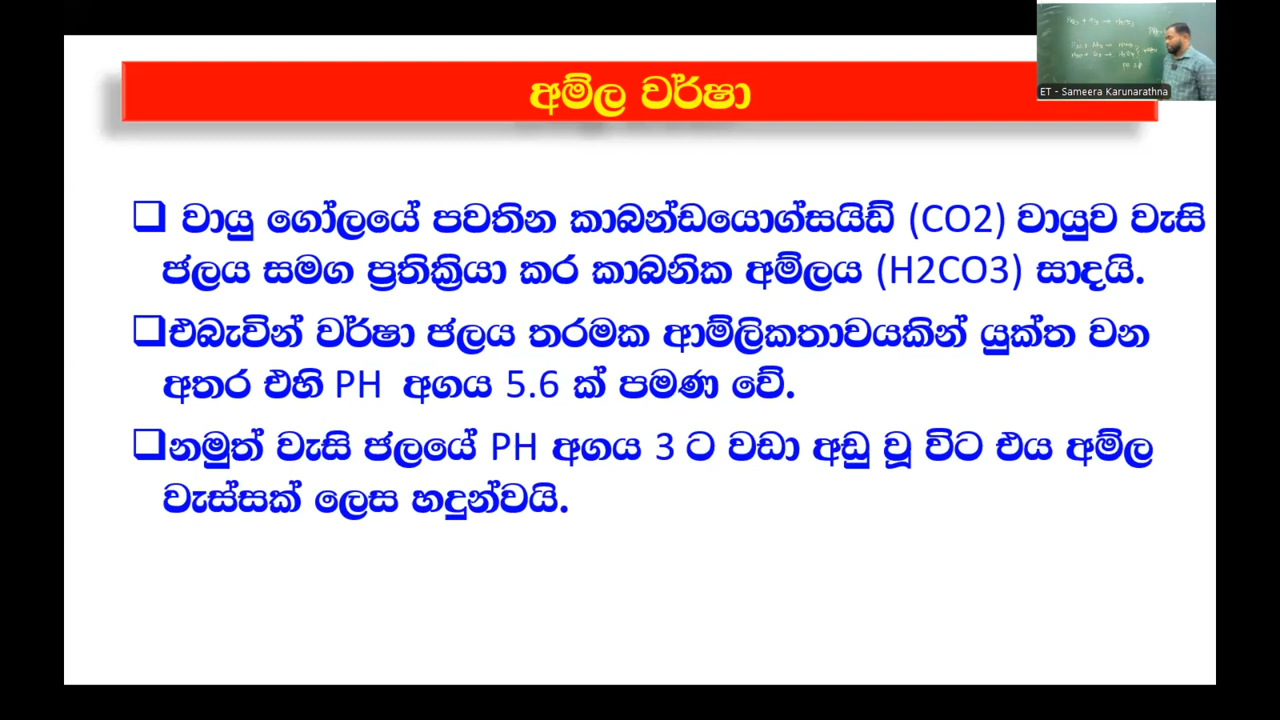 අම්ල වර්ෂා
ET - Sameera Karunarathna
වායු ගෝලයේ පවතින කාබන්ඩයොග්සයිඩ් (CO2) වායුව වැසි
ජලය සමග ප්‍රතික්‍රියා කර කාබනික අම්ලය (H2CO3) සාදයි.
එබැවින් වර්ෂා ජලය තරමක ආම්ලිකතාවයකින් යුක්ත වන
අතර එහි PH අගය 5.6 ක් පමණ වේ.
නමුත් වැසි ජලයේ PH අගය 3 ට වඩා අඩු වූ විට එය අම්ල
වැස්සක් ලෙස හදුන්වයි.